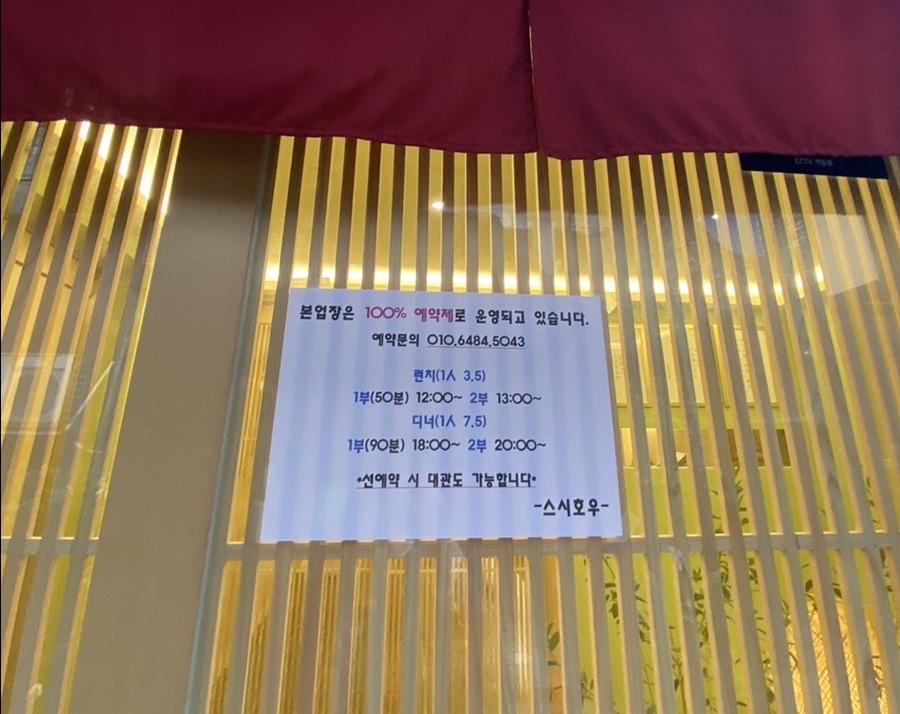 CCTV
본업장은 100% 예약제로 운영되고 있습니다.
예약문의 010.6484.5043
런치(1人 3.5)
1부(50분) 12:00~ 2부 13:00~
디너(1人 7.5)
1부(90분) 18:00~ 2부 20:00~
*선예약 시 대관도 가능합니다*
-스시호우-